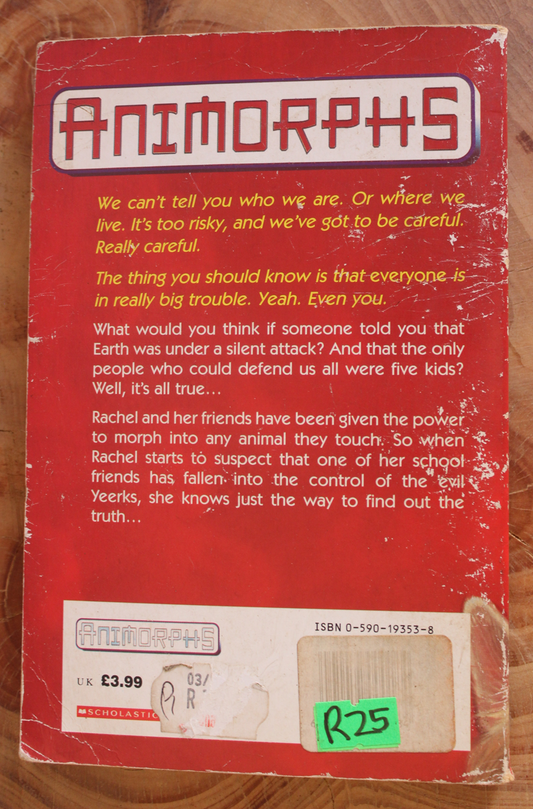 ANIMORPHS
We can't tell you who we are. Or where we
live. It's too risky, and we've got to be careful.
Really careful.
The thing you should know is that everyone is
in really big trouble. Yeah. Even you.
What would you think if someone told you that
Earth was under a silent attack? And that the only
people who could defend us all were five kids?
Well, it's all true...
Rachel and her friends have been given the power
to morph into any animal they touch. So when
Rachel starts to suspect that one of her school
friends has fallen into the control of the evil
Yeerks, she knows just the way to find out the
truth...
ANIMORPHS
ISBN 0-590-19353-8
UK £3.99
03/
R
SCHOLASTIC
R25